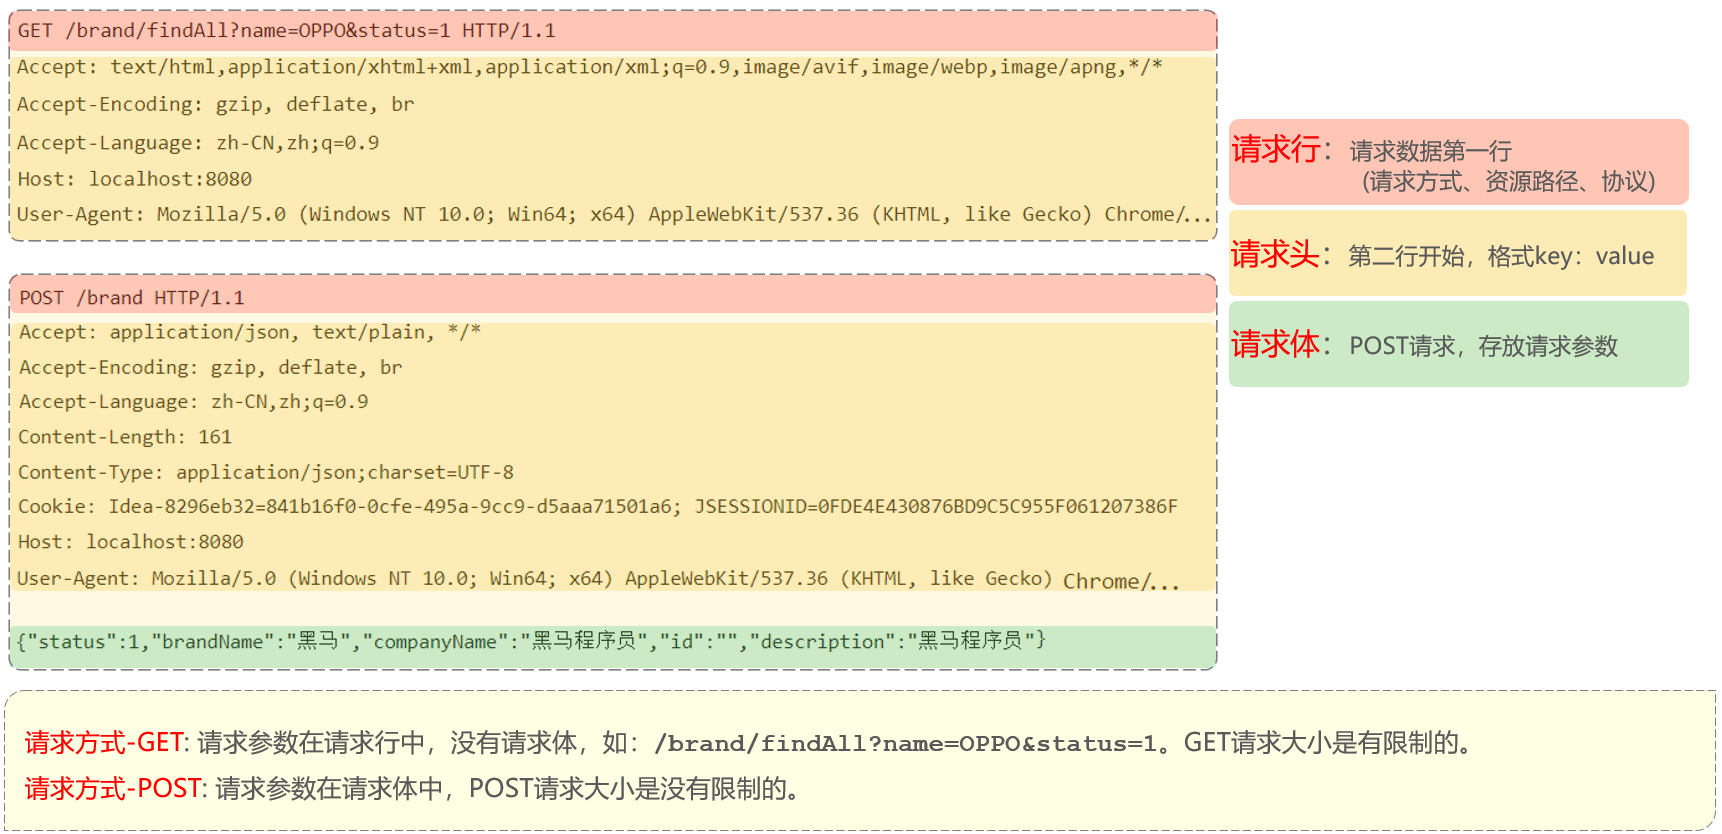 GET /brand/findAll?name=OPPO&status=1 HTTP/1.1
Accept: text/html,application/xhtml+xml,application/xml;q=0.9,image/avif,image/webp,image/apng,*/*
Accept-Encoding: gzip, deflate, br
Accept-Language: zh-CN,zh;q=0.9
Host: localhost:8080
User-Agent: Mozilla/5.0 (Windows NT 10.0; Win64; x64) AppleWebKit/537.36 (KHTML, like Gecko) Chrome/...
请求行：请求数据第一行
(请求方式、资源路径、协议)
请求头：第二行开始，格式key：value
请求体：POST请求，存放请求参数
POST /brand HTTP/1.1
Accept: application/json, text/plain, */*
Accept-Encoding: gzip, deflate, br
Accept-Language: zh-CN,zh;q=0.9
Content-Length: 161
Content-Type: application/json;charset=UTF-8
Cookie: Idea-8296eb32=841b16f0-0cfe-495a-9cc9-d5aaa71501a6; JSESSIONID=0FDE4E430876BD9C5C955F061207386F
Host: localhost:8080
User-Agent: Mozilla/5.0 (Windows NT 10.0; Win64; x64) AppleWebKit/537.36 (KHTML, like Gecko) Chrome/...
{"status":1,"brandName":"黑马","companyName":"黑马程序员","id":"","description":"黑马程序员"}
请求方式-GET: 请求参数在请求行中，没有请求体，如：/brand/findAll?name=OPPO&status=1。GET请求大小是有限制的。
请求方式-POST: 请求参数在请求体中，POST请求大小是没有限制的。